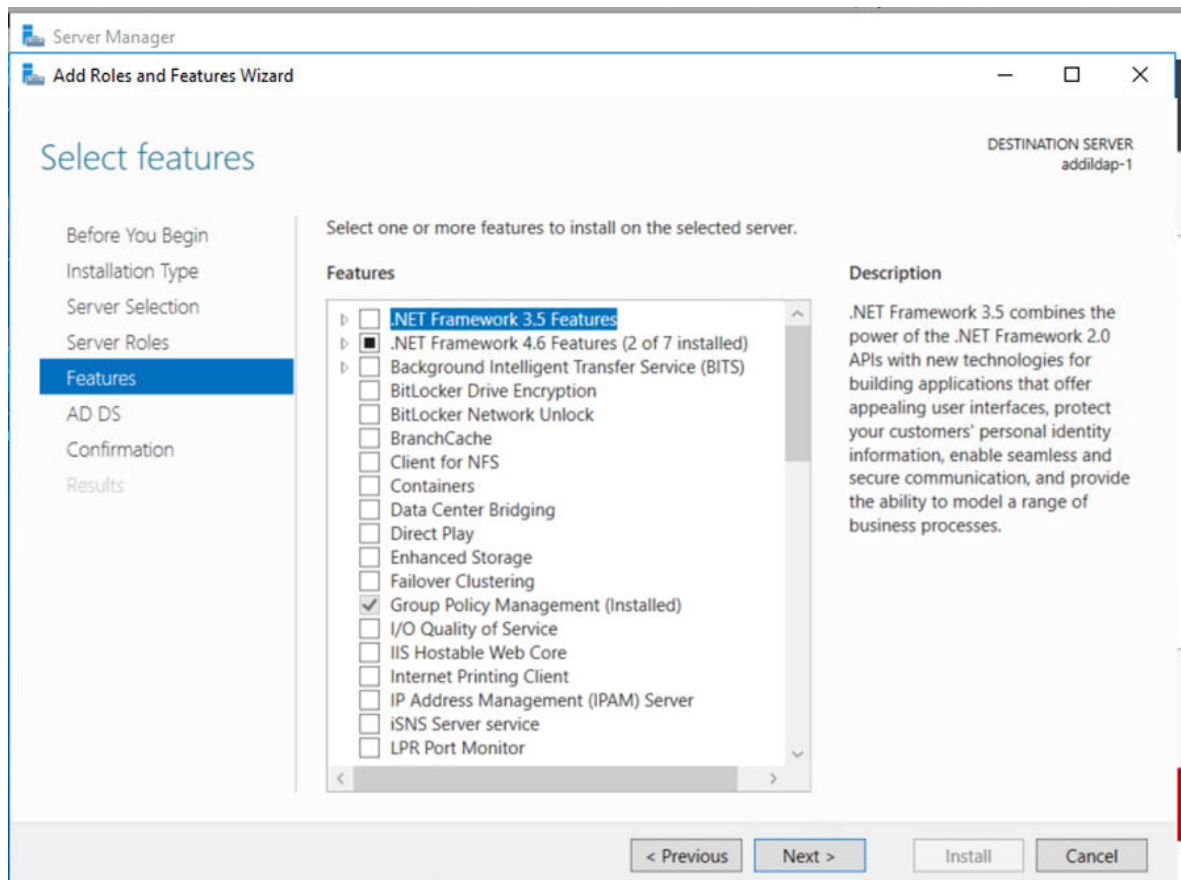 Server Manager
Add Roles and Features Wizard
Select features
DESTINATION SERVER
addildap-1
Before You Begin
Installation Type
Server Selection
Server Roles
Features
AD DS
Confirmation
Results
Select one or more features to install on the selected server.
Features
.NET Framework 3.5 Features
.NET Framework 4.6 Features (2 of 7 installed)
Background Intelligent Transfer Service (BITS)
BitLocker Drive Encryption
BitLocker Network Unlock
BranchCache
Client for NFS
Containers
Data Center Bridging
Direct Play
Enhanced Storage
Failover Clustering
Group Policy Management (Installed)
I/O Quality of Service
IIS Hostable Web Core
Internet Printing Client
IP Address Management (IPAM) Server
iSNS Server service
LPR Port Monitor
Description
.NET Framework 3.5 combines the
power of the .NET Framework 2.0
APIs with new technologies for
building applications that offer
appealing user interfaces, protect
your customers' personal identity
information, enable seamless and
secure communication, and provide
the ability to model a range of
business processes.
< Previous
Next >
Install
Cancel